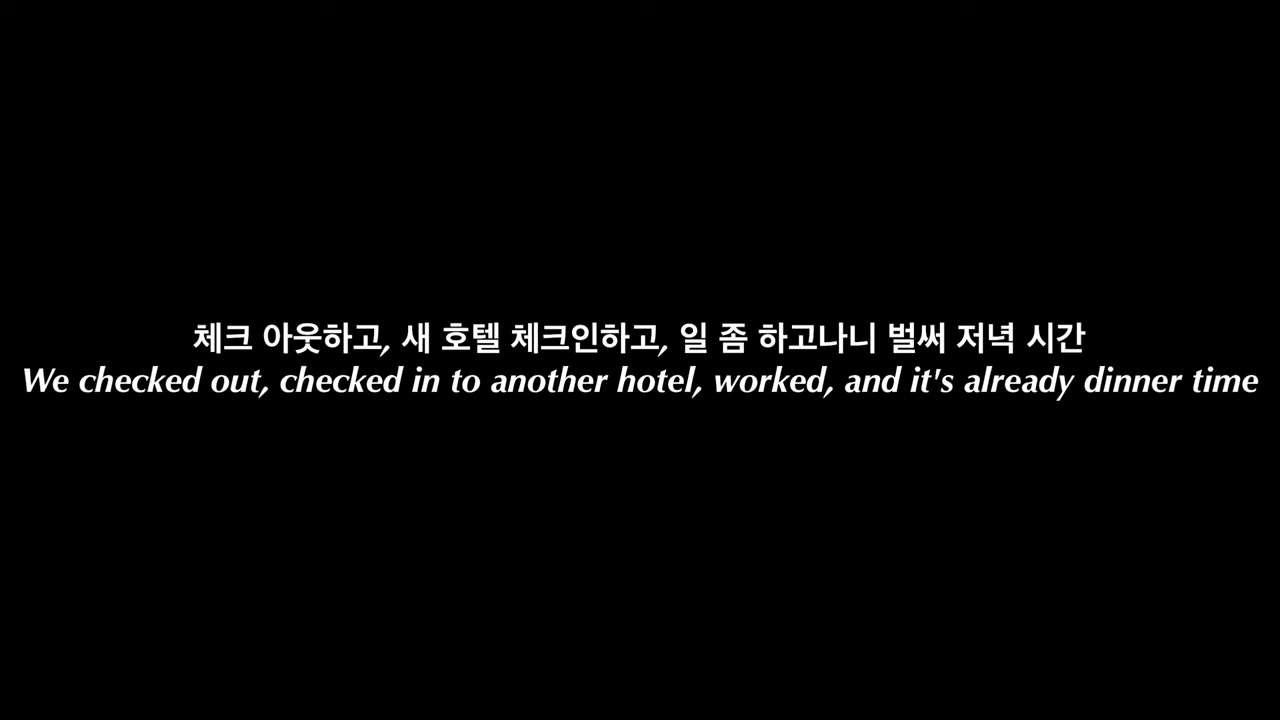 체크 아웃하고, 새 호텔 체크인하고, 일 좀 하고나니 벌써 저녁 시간
We checked out, checked in to another hotel, worked, and it's already dinner time